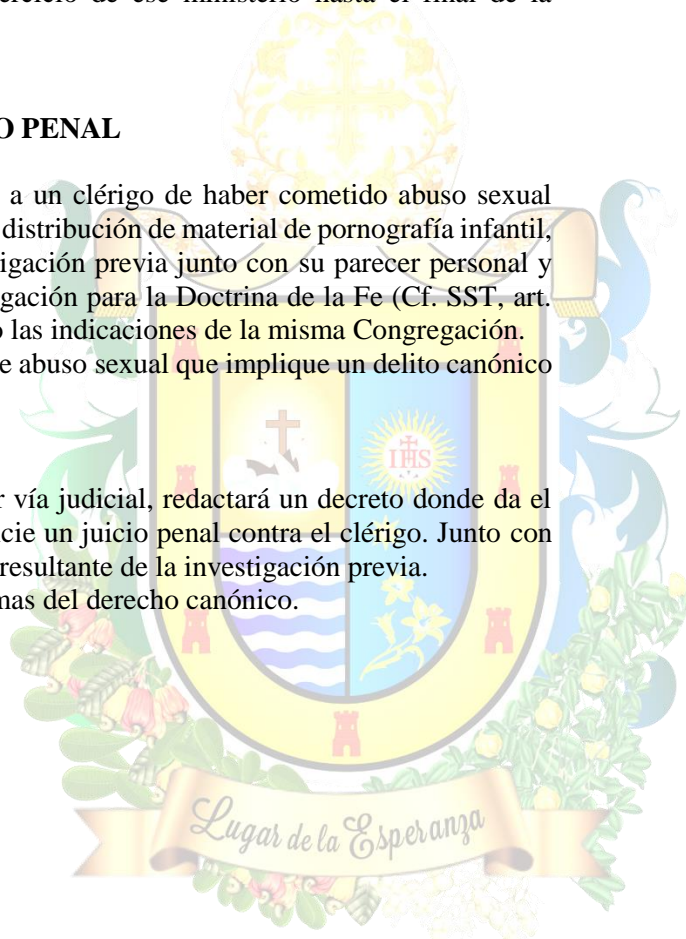 ercicio de ese ministerio hasta el final de la
O PENAL
a un clérigo de haber cometido abuso sexual
distribución de material de pornografía infantil,
igación previa junto con su parecer personal y
gación para la Doctrina de la Fe (Cf. SST, art.
o las indicaciones de la misma Congregación.
e abuso sexual que implique un delito canónico
IHS
r vía judicial, redactará un decreto donde da el
icie un juicio penal contra el clérigo. Junto con
resultante de la investigación previa.
mas del derecho canónico.
Lugar de la Esperanza